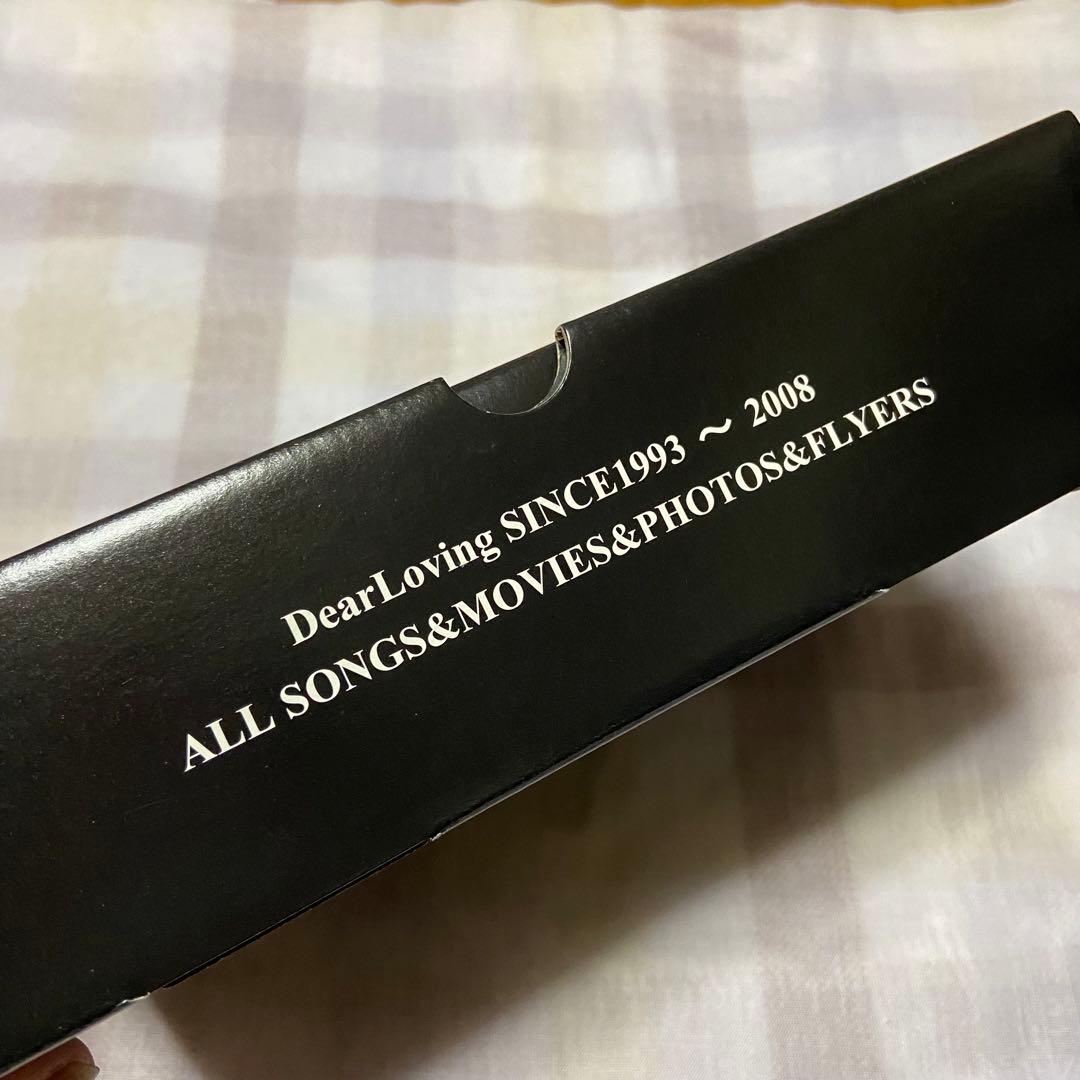 DearLoving SINCE1993 ～ 2008
ALL SONGS&MOVIES&PHOTOS&FLYERS